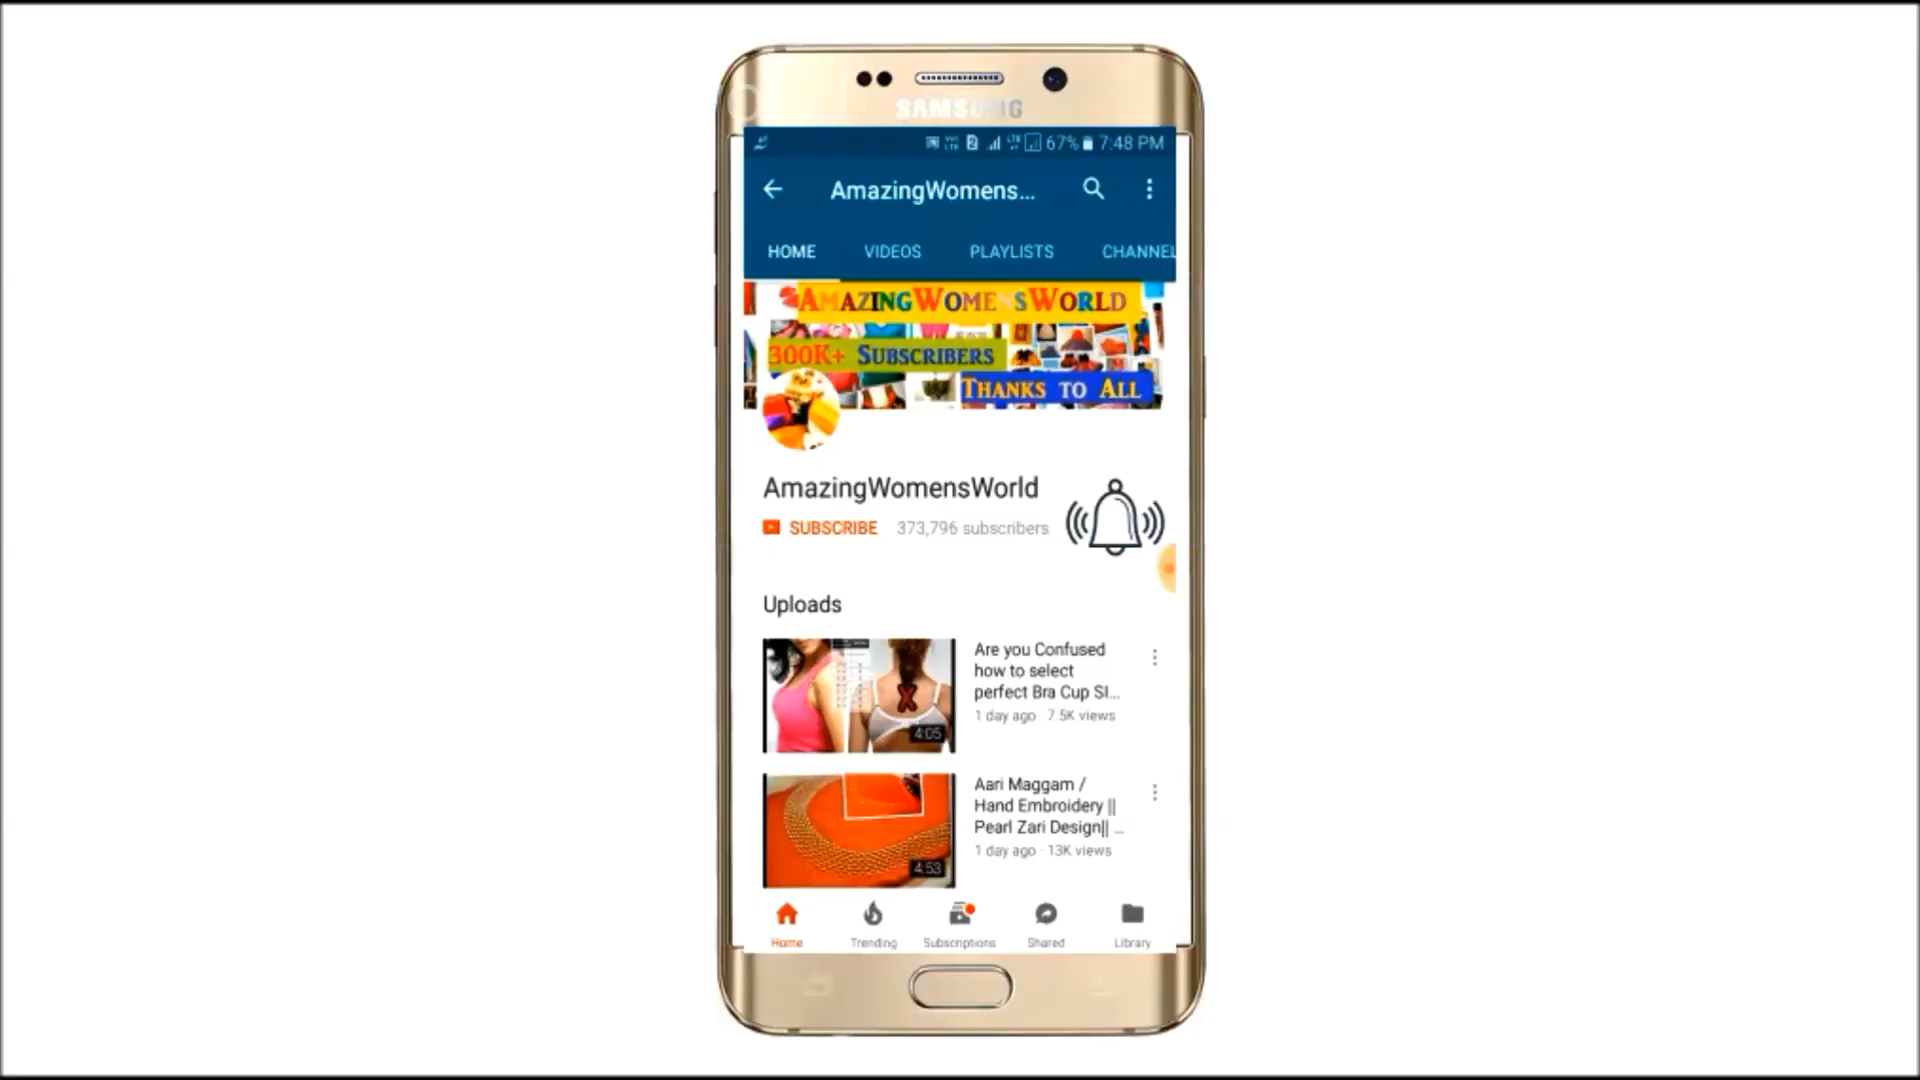 SAMSUNG
67% 7:48 PM
AmazingWomens...
HOME VIDEOS PLAYLISTS CHANNEL
AMAZINGWOMENSWORLD
300K+ SUBSCRIBERS
THANKS TO ALL
AmazingWomensWorld
SUBSCRIBE 373,796 subscribers
Uploads
Are you Confused
how to select
perfect Bra Cup SI...
1 day ago · 7.5K views
4:05
Aari Maggam /
Hand Embroidery ||
Pearl Zari Design|| ...
1 day ago · 13K views
4:53
Home Trending Subscriptions Shared Library